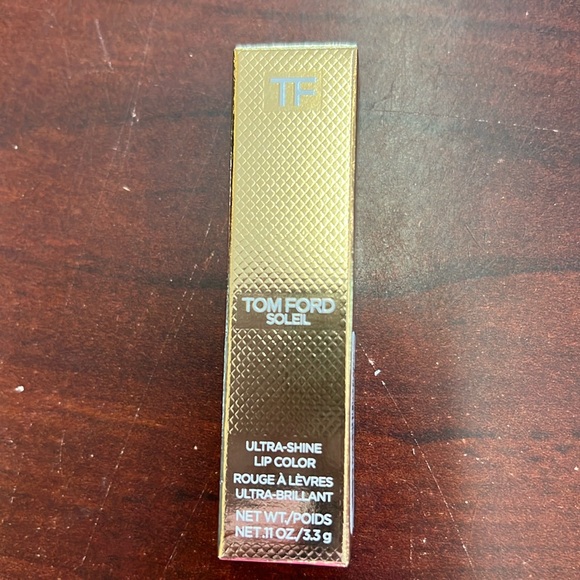 TF
TOM FORD
SOLEIL
ULTRA-SHINE
LIP COLOR
ROUGE À LÈVRES
ULTRA-BRILLANT
NET WT./POIDS
NET .11 OZ./3.3 g